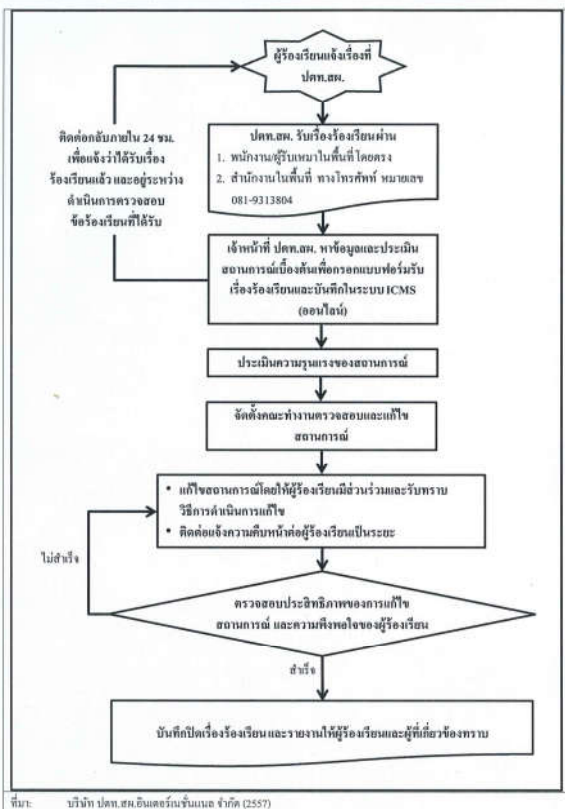 ผู้ร้องเรียนแจ้งเรื่องที่
ปตท.สผ.
ติดต่อกลับภายใน 24 ชม.
เพื่อแจ้งว่าได้รับเรื่อง
ร้องเรียนแล้ว และอยู่ระหว่าง
ดำเนินการตรวจสอบ
ข้อร้องเรียนที่ได้รับ
ปตท.สผ. รับเรื่องร้องเรียนผ่าน
1. พนักงาน/ผู้รับเหมาในพื้นที่โดยตรง
2. สำนักงานในพื้นที่ ทางโทรศัพท์ หมายเลข
081-9313804
เจ้าหน้าที่ ปตท.สผ. หาข้อมูลและประเมิน
สถานการณ์เบื้องต้นเพื่อกรอกแบบฟอร์มรับ
เรื่องร้องเรียนและบันทึกในระบบ ICMS
(ออนไลน์)
ประเมินความรุนแรงของสถานการณ์
จัดตั้งคณะทำงานตรวจสอบและแก้ไข
สถานการณ์
• แก้ไขสถานการณ์โดยให้ผู้ร้องเรียนมีส่วนร่วมและรับทราบ
วิธีการดำเนินการแก้ไข
• ติดต่อแจ้งความคืบหน้าต่อผู้ร้องเรียนเป็นระยะ
ไม่สำเร็จ
ตรวจสอบประสิทธิภาพของการแก้ไข
สถานการณ์ และความพึงพอใจของผู้ร้องเรียน
สำเร็จ
บันทึกปิดเรื่องร้องเรียน และรายงานให้ผู้ร้องเรียนและผู้ที่เกี่ยวข้องทราบ
ที่มา: บริษัท ปตท.สผ.อินเตอร์เนชั่นแนล จำกัด (2557)